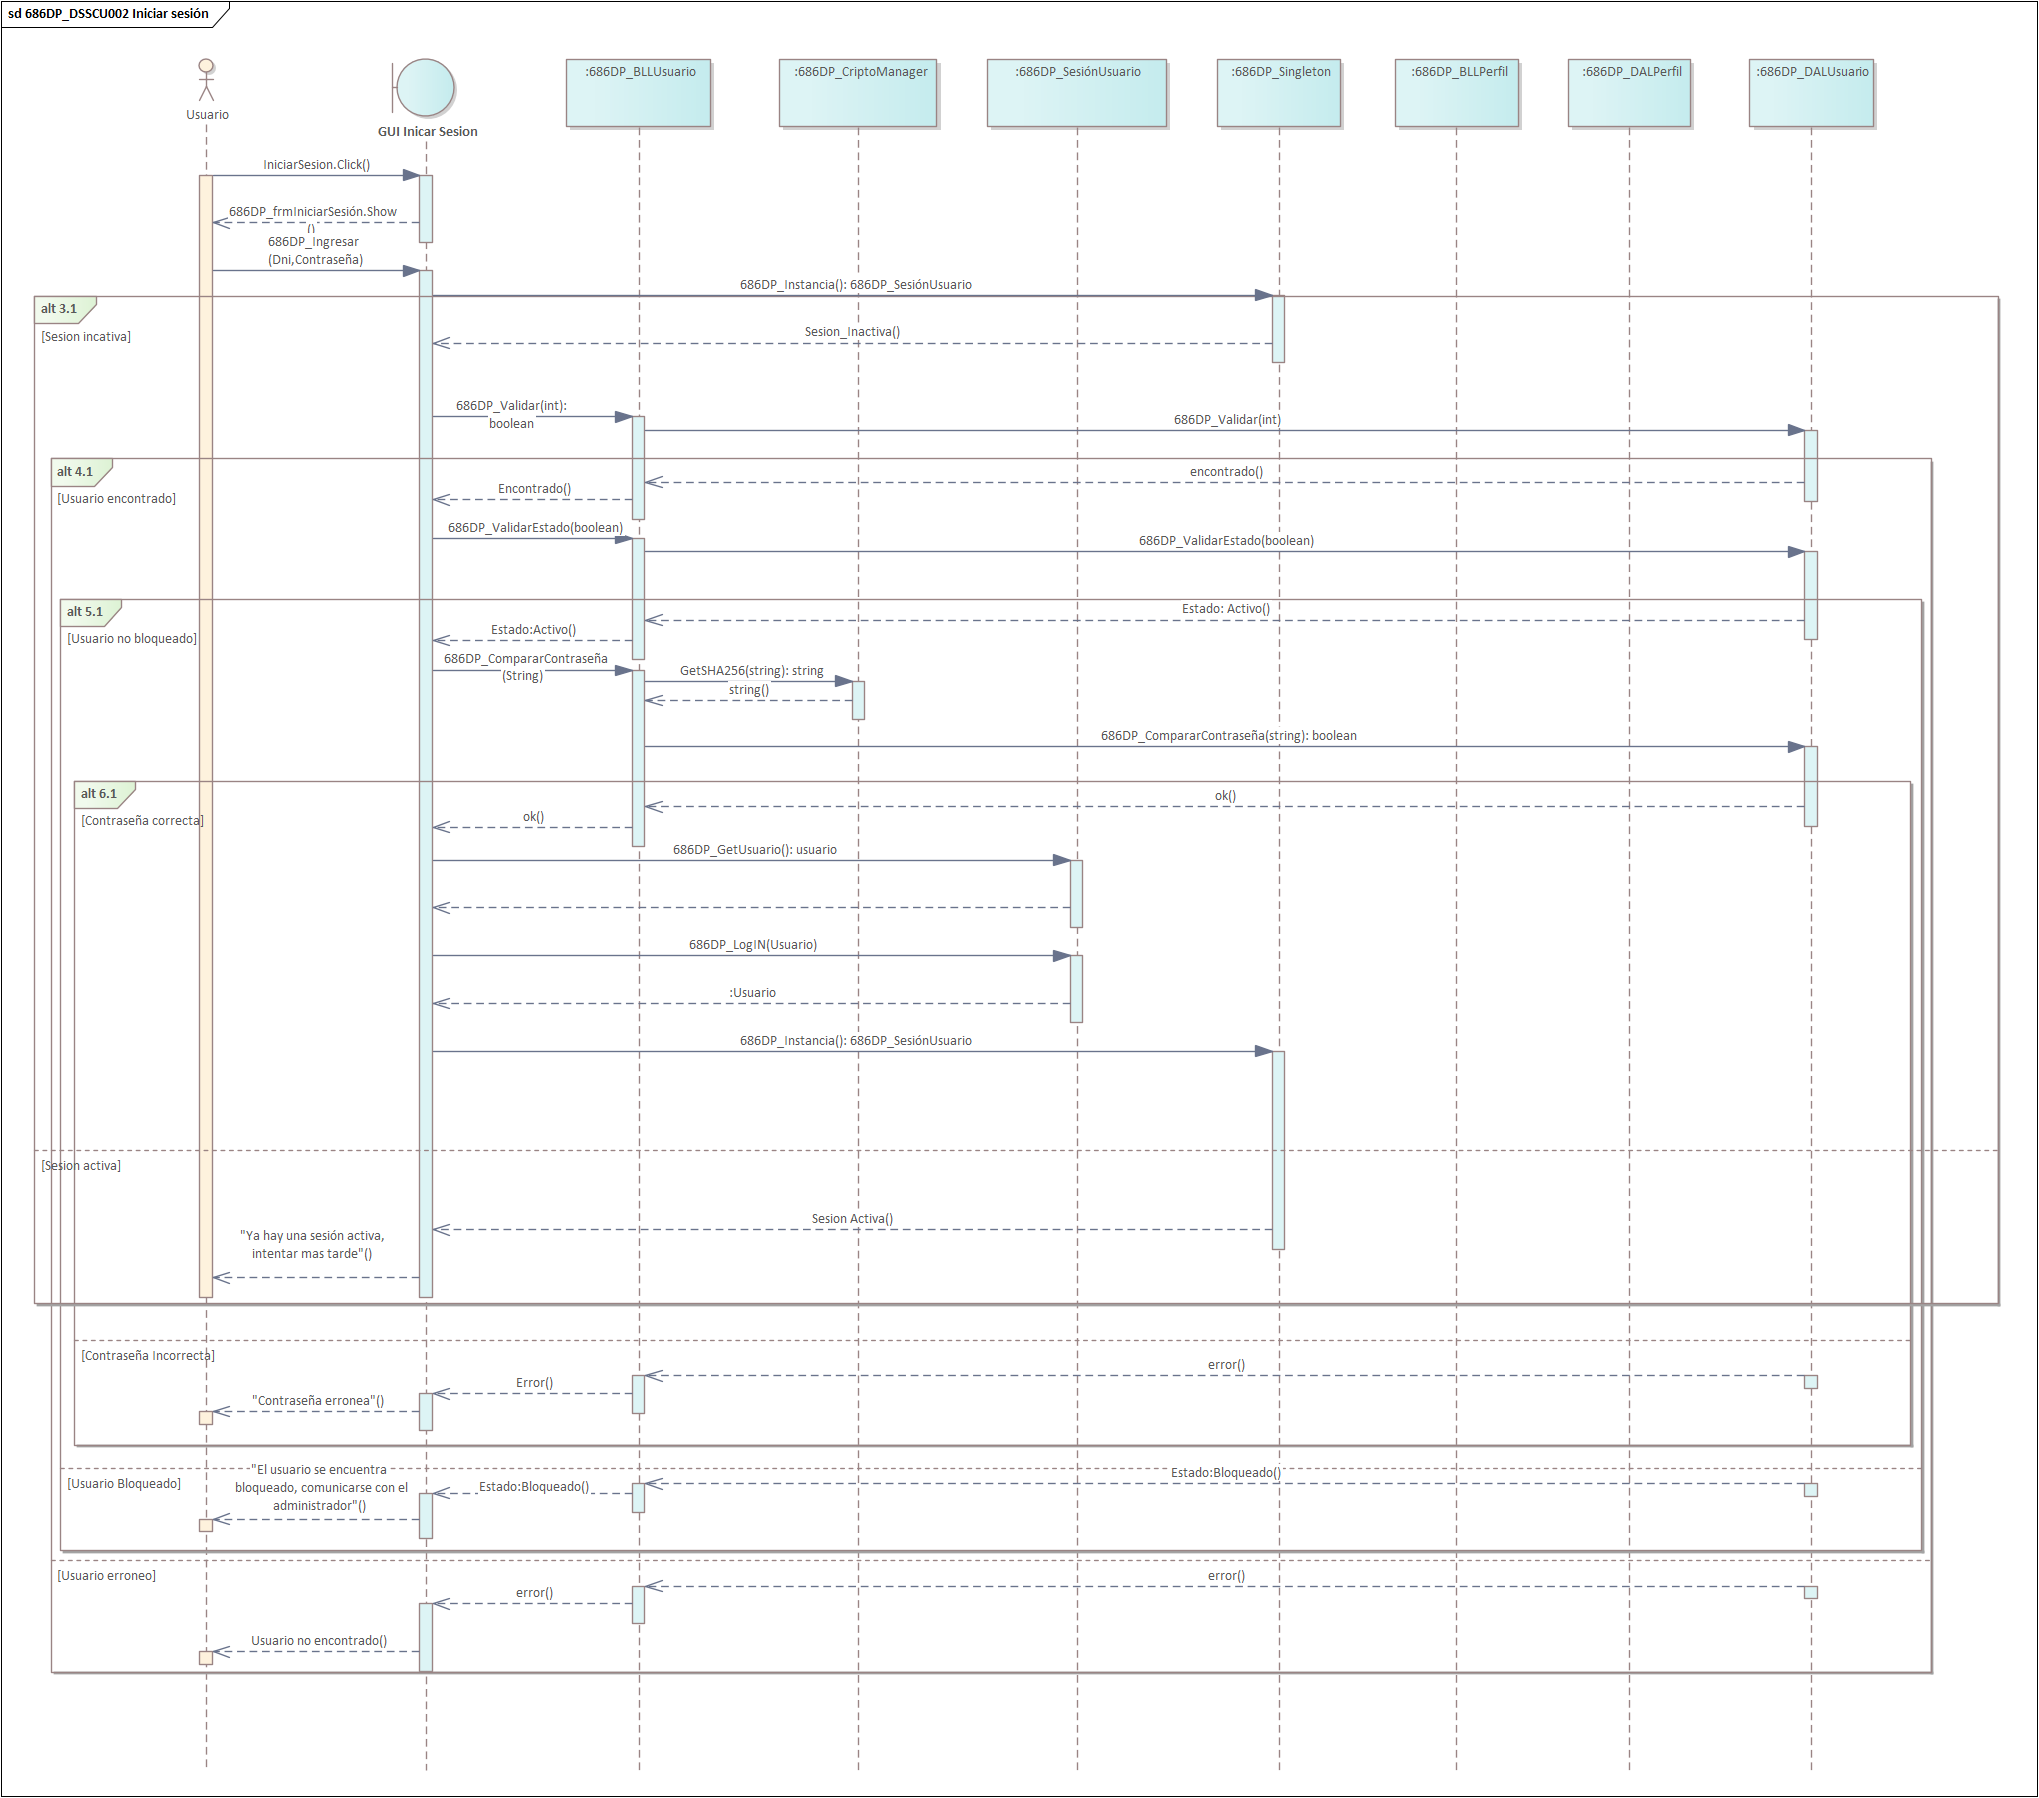 sd 686DP_DSSCU002 Iniciar sesión
:686DP_BLLUsuario
:686DP_CriptoManager
:686DP_SesiónUsuario
:686DP_Singleton
:686DP_BLLPerfil
:686DP_DALPerfil
:686DP_DALUsuario
Usuario
GUI Inicar Sesion
IniciarSesion.Click()
686DP_frmIniciarSesión.Show
()
686DP_Ingresar
(Dni,Contraseña)
686DP_Instancia(): 686DP_SesiónUsuario
alt 3.1
[Sesion incativa]
Sesion_Inactiva()
686DP_Validar(int):
boolean
686DP_Validar(int)
alt 4.1
[Usuario encontrado]
encontrado()
Encontrado()
686DP_ValidarEstado(boolean)
686DP_ValidarEstado(boolean)
alt 5.1
[Usuario no bloqueado]
Estado: Activo()
Estado:Activo()
686DP_CompararContraseña
(String)
GetSHA256(string): string
string()
686DP_CompararContraseña(string): boolean
alt 6.1
[Contraseña correcta]
ok()
ok()
686DP_GetUsuario(): usuario
686DP_LogIN(Usuario)
:Usuario
686DP_Instancia(): 686DP_SesiónUsuario
[Sesion activa]
Sesion Activa()
"Ya hay una sesión activa,
intentar mas tarde"()
[Contraseña Incorrecta]
error()
Error()
"Contraseña erronea"()
[Usuario Bloqueado]
Estado:Bloqueado()
Estado:Bloqueado()
"El usuario se encuentra
bloqueado, comunicarse con el
administrador"()
[Usuario erroneo]
error()
error()
Usuario no encontrado()